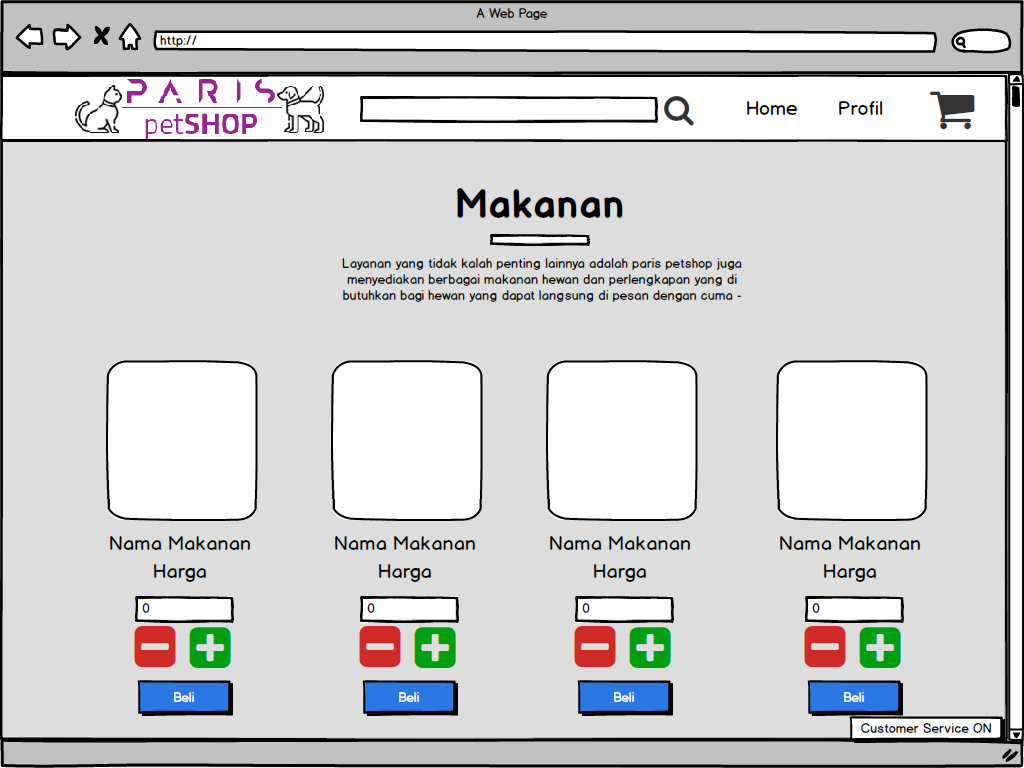 A Web Page
http://
PARIS
petSHOP
Home Profil
Makanan
Layanan yang tidak kalah penting lainnya adalah paris petshop juga
menyediakan berbagai makanan hewan dan perlengkapan yang di
butuhkan bagi hewan yang dapat langsung di pesan dengan cuma -
Nama Makanan Nama Makanan Nama Makanan Nama Makanan
Harga Harga Harga Harga
0 0 0 0
Beli Beli Beli Beli
Customer Service ON